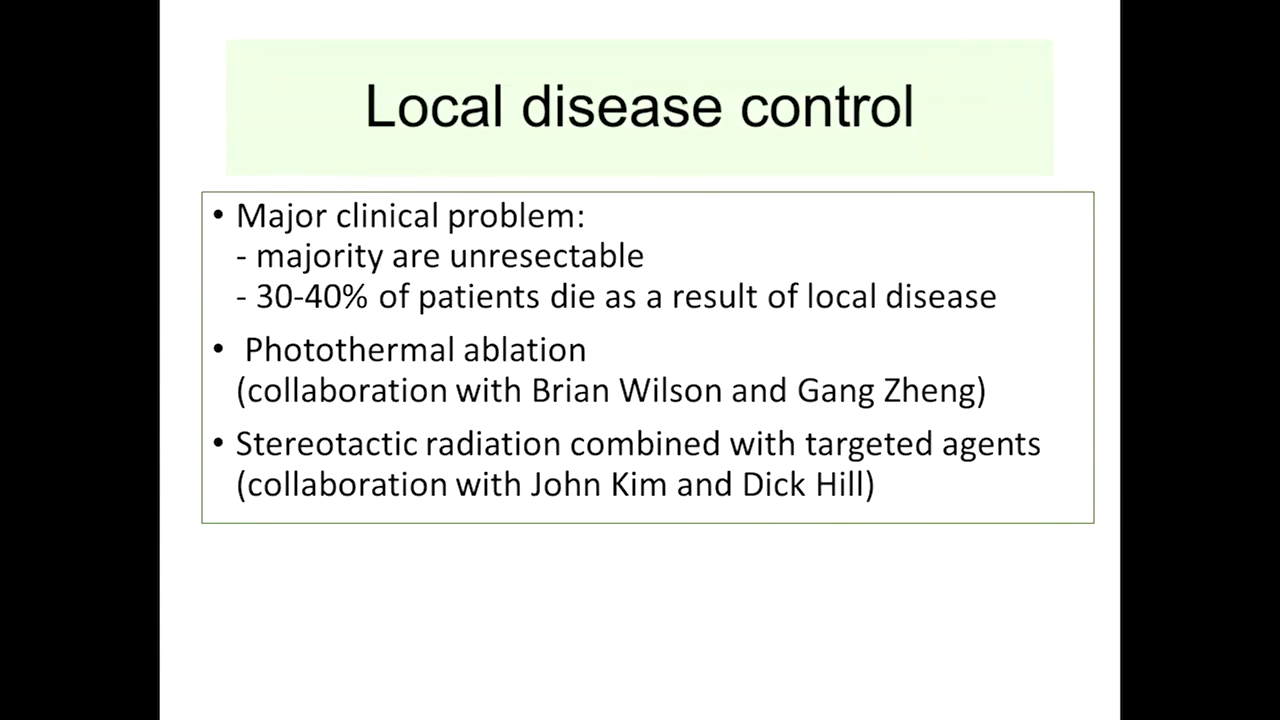 Local disease control
• Major clinical problem:
- majority are unresectable
- 30-40% of patients die as a result of local disease
• Photothermal ablation
(collaboration with Brian Wilson and Gang Zheng)
• Stereotactic radiation combined with targeted agents
(collaboration with John Kim and Dick Hill)